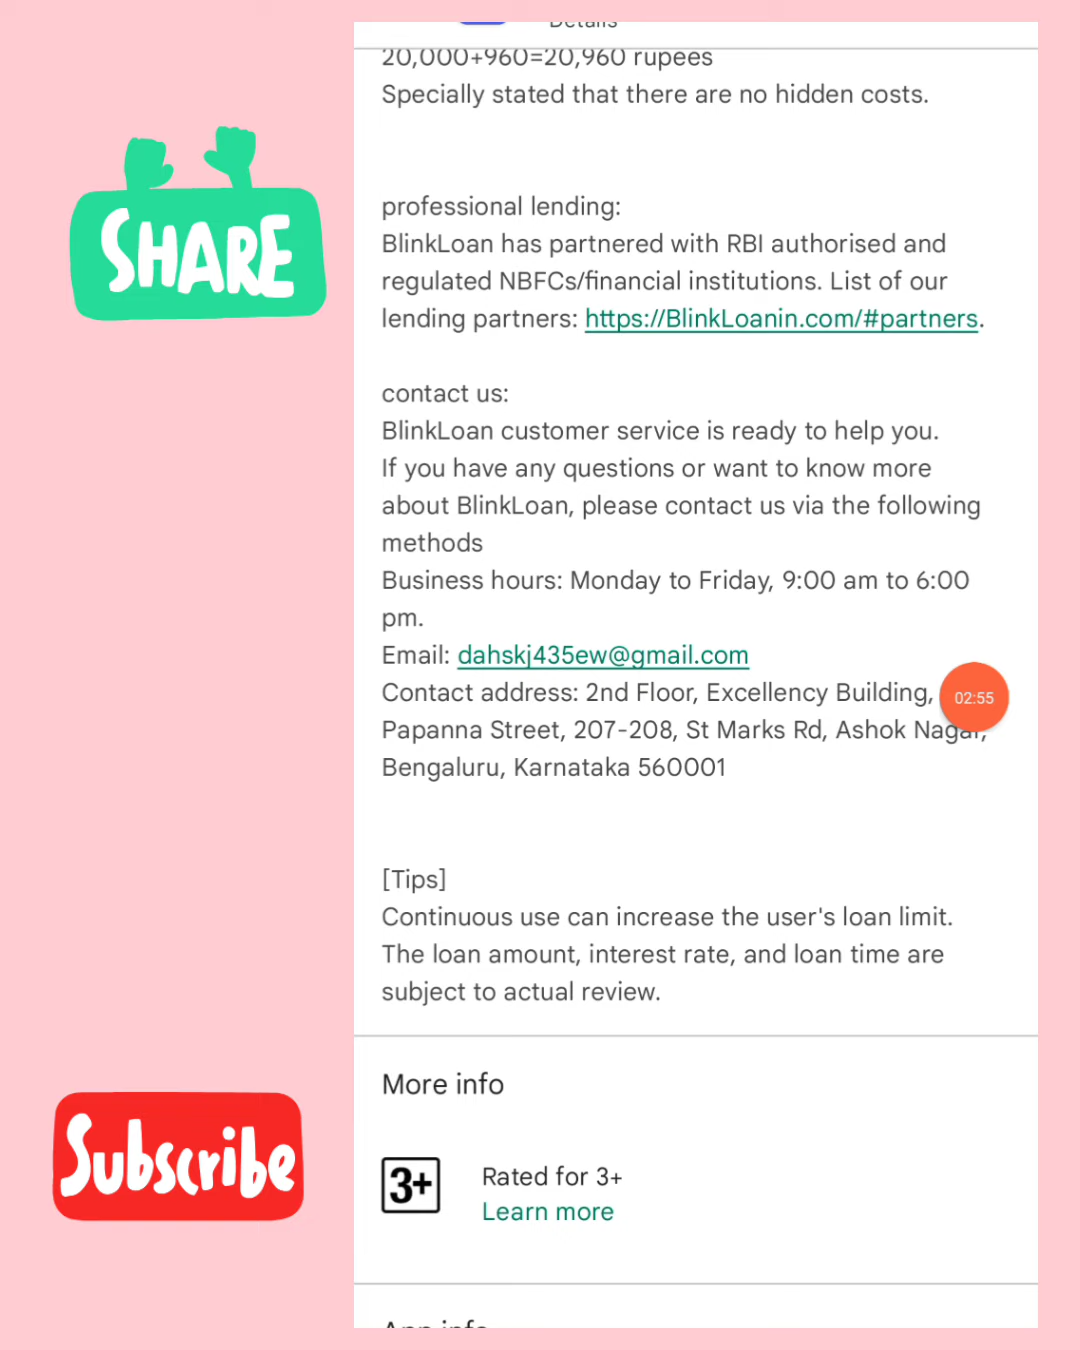 Details
20,000+960=20,960 rupees
Specially stated that there are no hidden costs.
SHARE
professional lending:
BlinkLoan has partnered with RBI authorised and
regulated NBFCs/financial institutions. List of our
lending partners: https://BlinkLoanin.com/#partners.
contact us:
BlinkLoan customer service is ready to help you.
If you have any questions or want to know more
about BlinkLoan, please contact us via the following
methods
Business hours: Monday to Friday, 9:00 am to 6:00
pm.
Email: dahskj435ew@gmail.com
Contact address: 2nd Floor, Excellency Building,
02:55
Papanna Street, 207-208, St Marks Rd, Ashok Nagar,
Bengaluru, Karnataka 560001
[Tips]
Continuous use can increase the user's loan limit.
The loan amount, interest rate, and loan time are
subject to actual review.
More info
Subscribe
3+
Rated for 3+
Learn more
App info